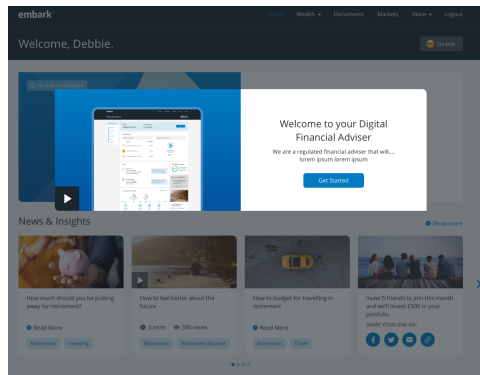 embark
Home Wealth Documents Markets More Logout
Welcome, Debbie.
Student
Welcome to your Digital
Financial Adviser
We are a regulated financial adviser that will....
lorem ipsum lorem ipsum
Get Started
News & Insights
Show more
How much should you be putting
away for retirement?
Read More
Retirement Investing
How to feel better about the
future
3 mins 300 views
Retirement Retirement Student
How to budget for travelling in
retirement
Read More
Retirement Travel
Invite 5 friends to join this month
and we'll invest £500 in your
portfolio.
SHARE YOUR LINK VIA: